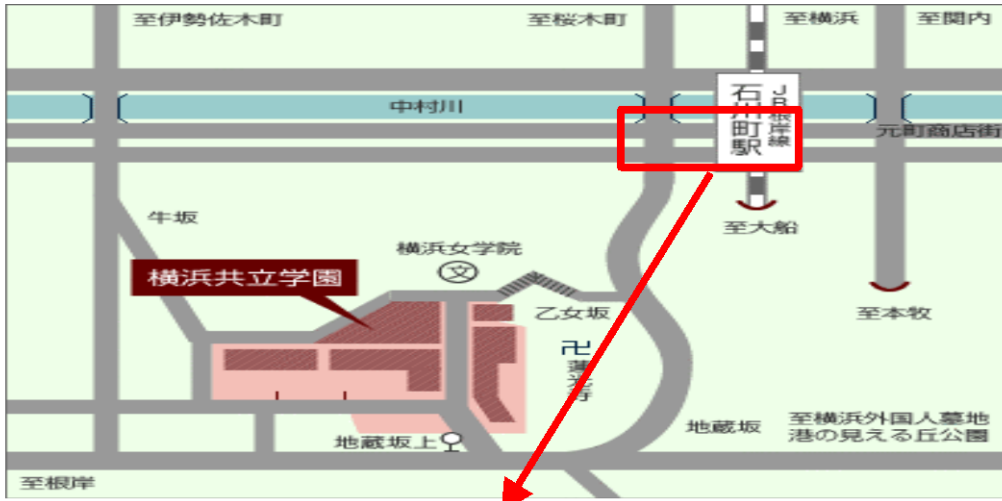 至伊勢佐木町
至桜木町
至横浜
至関内
中村川
JR根岸線
石川町駅
元町商店街
牛坂
至大船
横浜女学院
文
横浜共立学園
乙女坂
至本牧
卍
蓮光寺
地蔵坂
至横浜外国人墓地
港の見える丘公園
地蔵坂上
至根岸